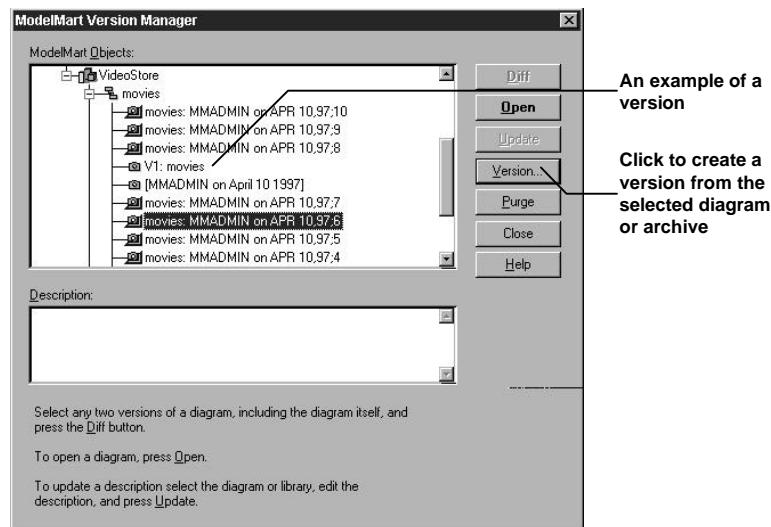 ModelMart Version Manager
ModelMart Objects:
VideoStore
movies
movies: MMADMIN on APR 10,97;10
movies: MMADMIN on APR 10,97;9
movies: MMADMIN on APR 10,97;8
V1: movies
[MMADMIN on April 10 1997]
movies: MMADMIN on APR 10,97;7
movies: MMADMIN on APR 10,97;6
movies: MMADMIN on APR 10,97;5
movies: MMADMIN on APR 10,97;4
Diff
Open
Update
Version...
Purge
Close
Help
An example of a
version
Click to create a
version from the
selected diagram
or archive
Description:
Select any two versions of a diagram, including the diagram itself, and
press the Diff button.
To open a diagram, press Open.
To update a description select the diagram or library, edit the
description, and press Update.